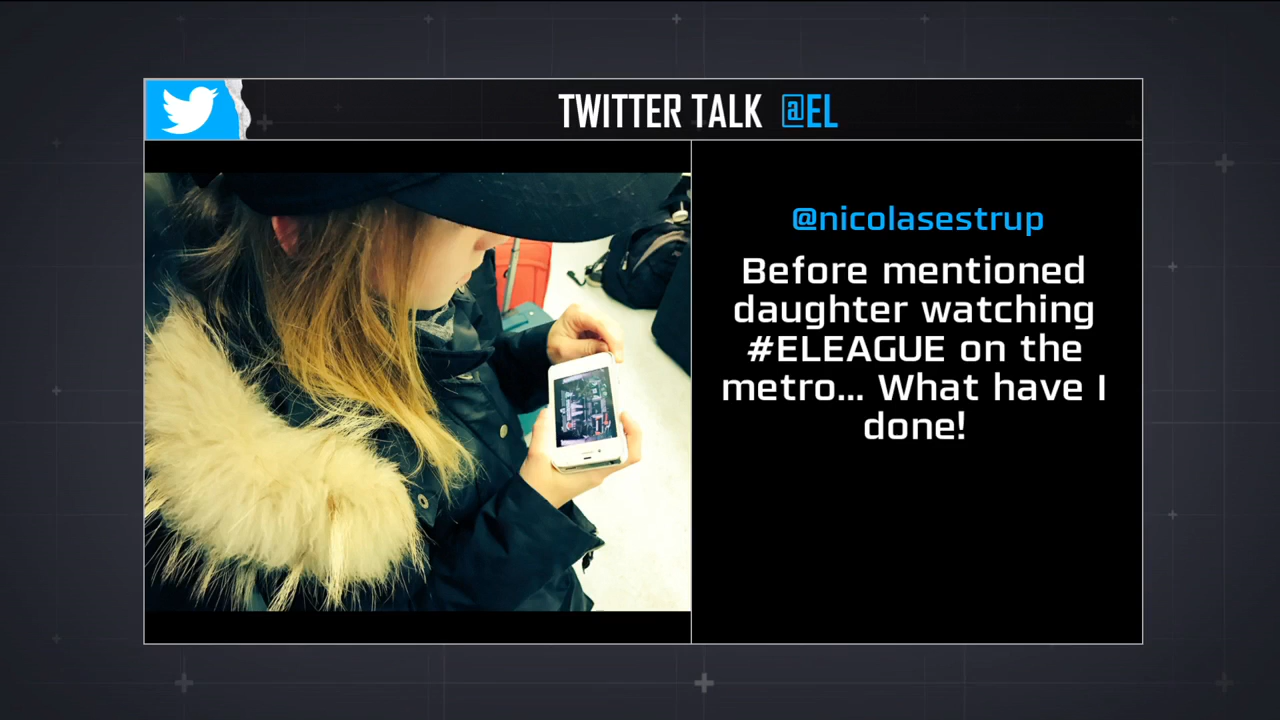 TWITTER TALK @EL
@nicolasestrup
Before mentioned
daughter watching
#ELEAGUE on the
metro... What have I
done!